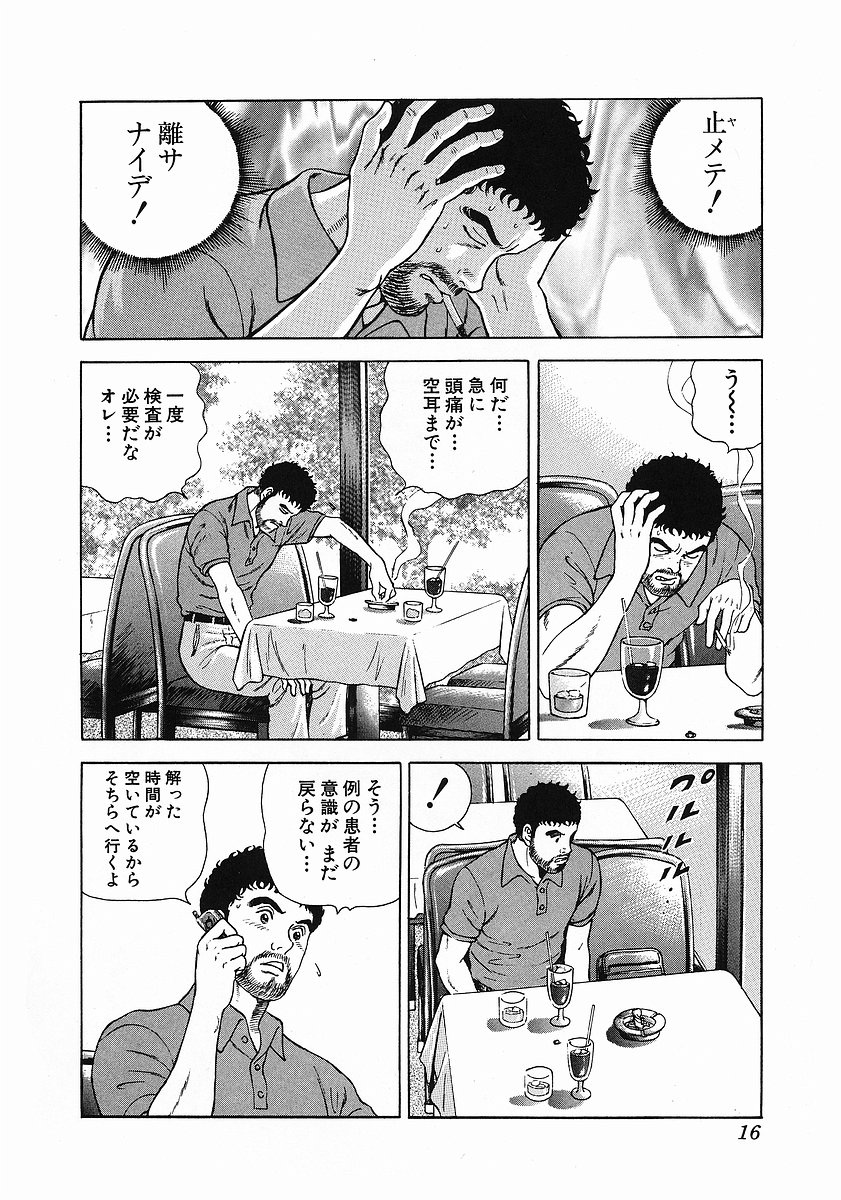 止メテ！
ヤ
離サ
ナイデ！
う〜…
何だ…
急に
頭痛が…
空耳まで…
一度
検査が
必要だな
オレ…
プルルルル
！
そう…
例の患者の
意識が まだ
戻らない…
解った
時間が
空いているから
そちらへ行くよ
16